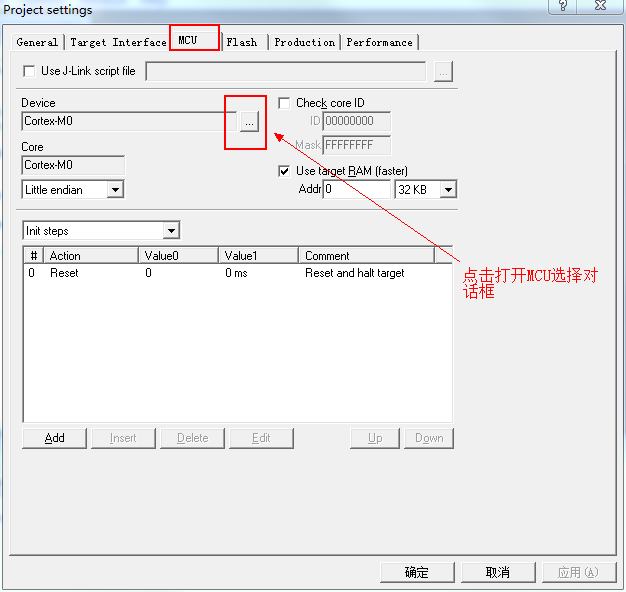 Project settings
General
Target Interface
MCU
Flash
Production
Performance
Use J-Link script file
...
Device
Cortex-M0
...
Check core ID
ID 00000000
Mask FFFFFFFF
Core
Cortex-M0
Little endian
Use target RAM (faster)
Addr 0
32 KB
Init steps
# Action Value0 Value1 Comment
0 Reset 0 0 ms Reset and halt target
点击打开MCU选择对
话框
Add
Insert
Delete
Edit
Up
Down
确定
取消
应用(A)